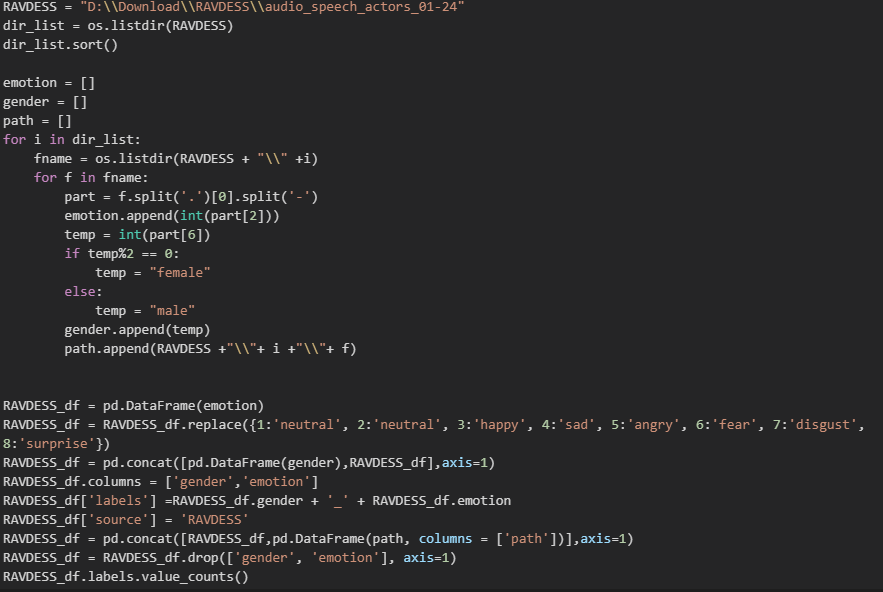 RAVDESS = "D:\\Download\\RAVDESS\\audio_speech_actors_01-24"
dir_list = os.listdir(RAVDESS)
dir_list.sort()

emotion = []
gender = []
path = []
for i in dir_list:
    fname = os.listdir(RAVDESS + "\\" +i)
    for f in fname:
        part = f.split('.')[0].split('-')
        emotion.append(int(part[2]))
        temp = int(part[6])
        if temp%2 == 0:
            temp = "female"
        else:
            temp = "male"
        gender.append(temp)
        path.append(RAVDESS +"\\"+ i +"\\"+ f)


RAVDESS_df = pd.DataFrame(emotion)
RAVDESS_df = RAVDESS_df.replace({1:'neutral', 2:'neutral', 3:'happy', 4:'sad', 5:'angry', 6:'fear', 7:'disgust',
8:'surprise'})
RAVDESS_df = pd.concat([pd.DataFrame(gender),RAVDESS_df],axis=1)
RAVDESS_df.columns = ['gender','emotion']
RAVDESS_df['labels'] =RAVDESS_df.gender + '_' + RAVDESS_df.emotion
RAVDESS_df['source'] = 'RAVDESS'
RAVDESS_df = pd.concat([RAVDESS_df,pd.DataFrame(path, columns = ['path'])],axis=1)
RAVDESS_df = RAVDESS_df.drop(['gender', 'emotion'], axis=1)
RAVDESS_df.labels.value_counts()